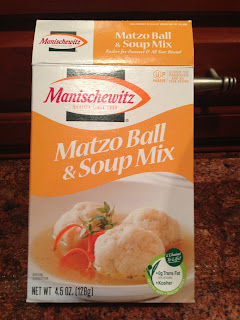 Matzo Ball
& Soup Mix
Kosher for Passover & All Year Round
Manischewitz
Matzo Ball
& Soup Mix
0g Trans Fat
Kosher
NET WT 4.5 OZ. (128g)